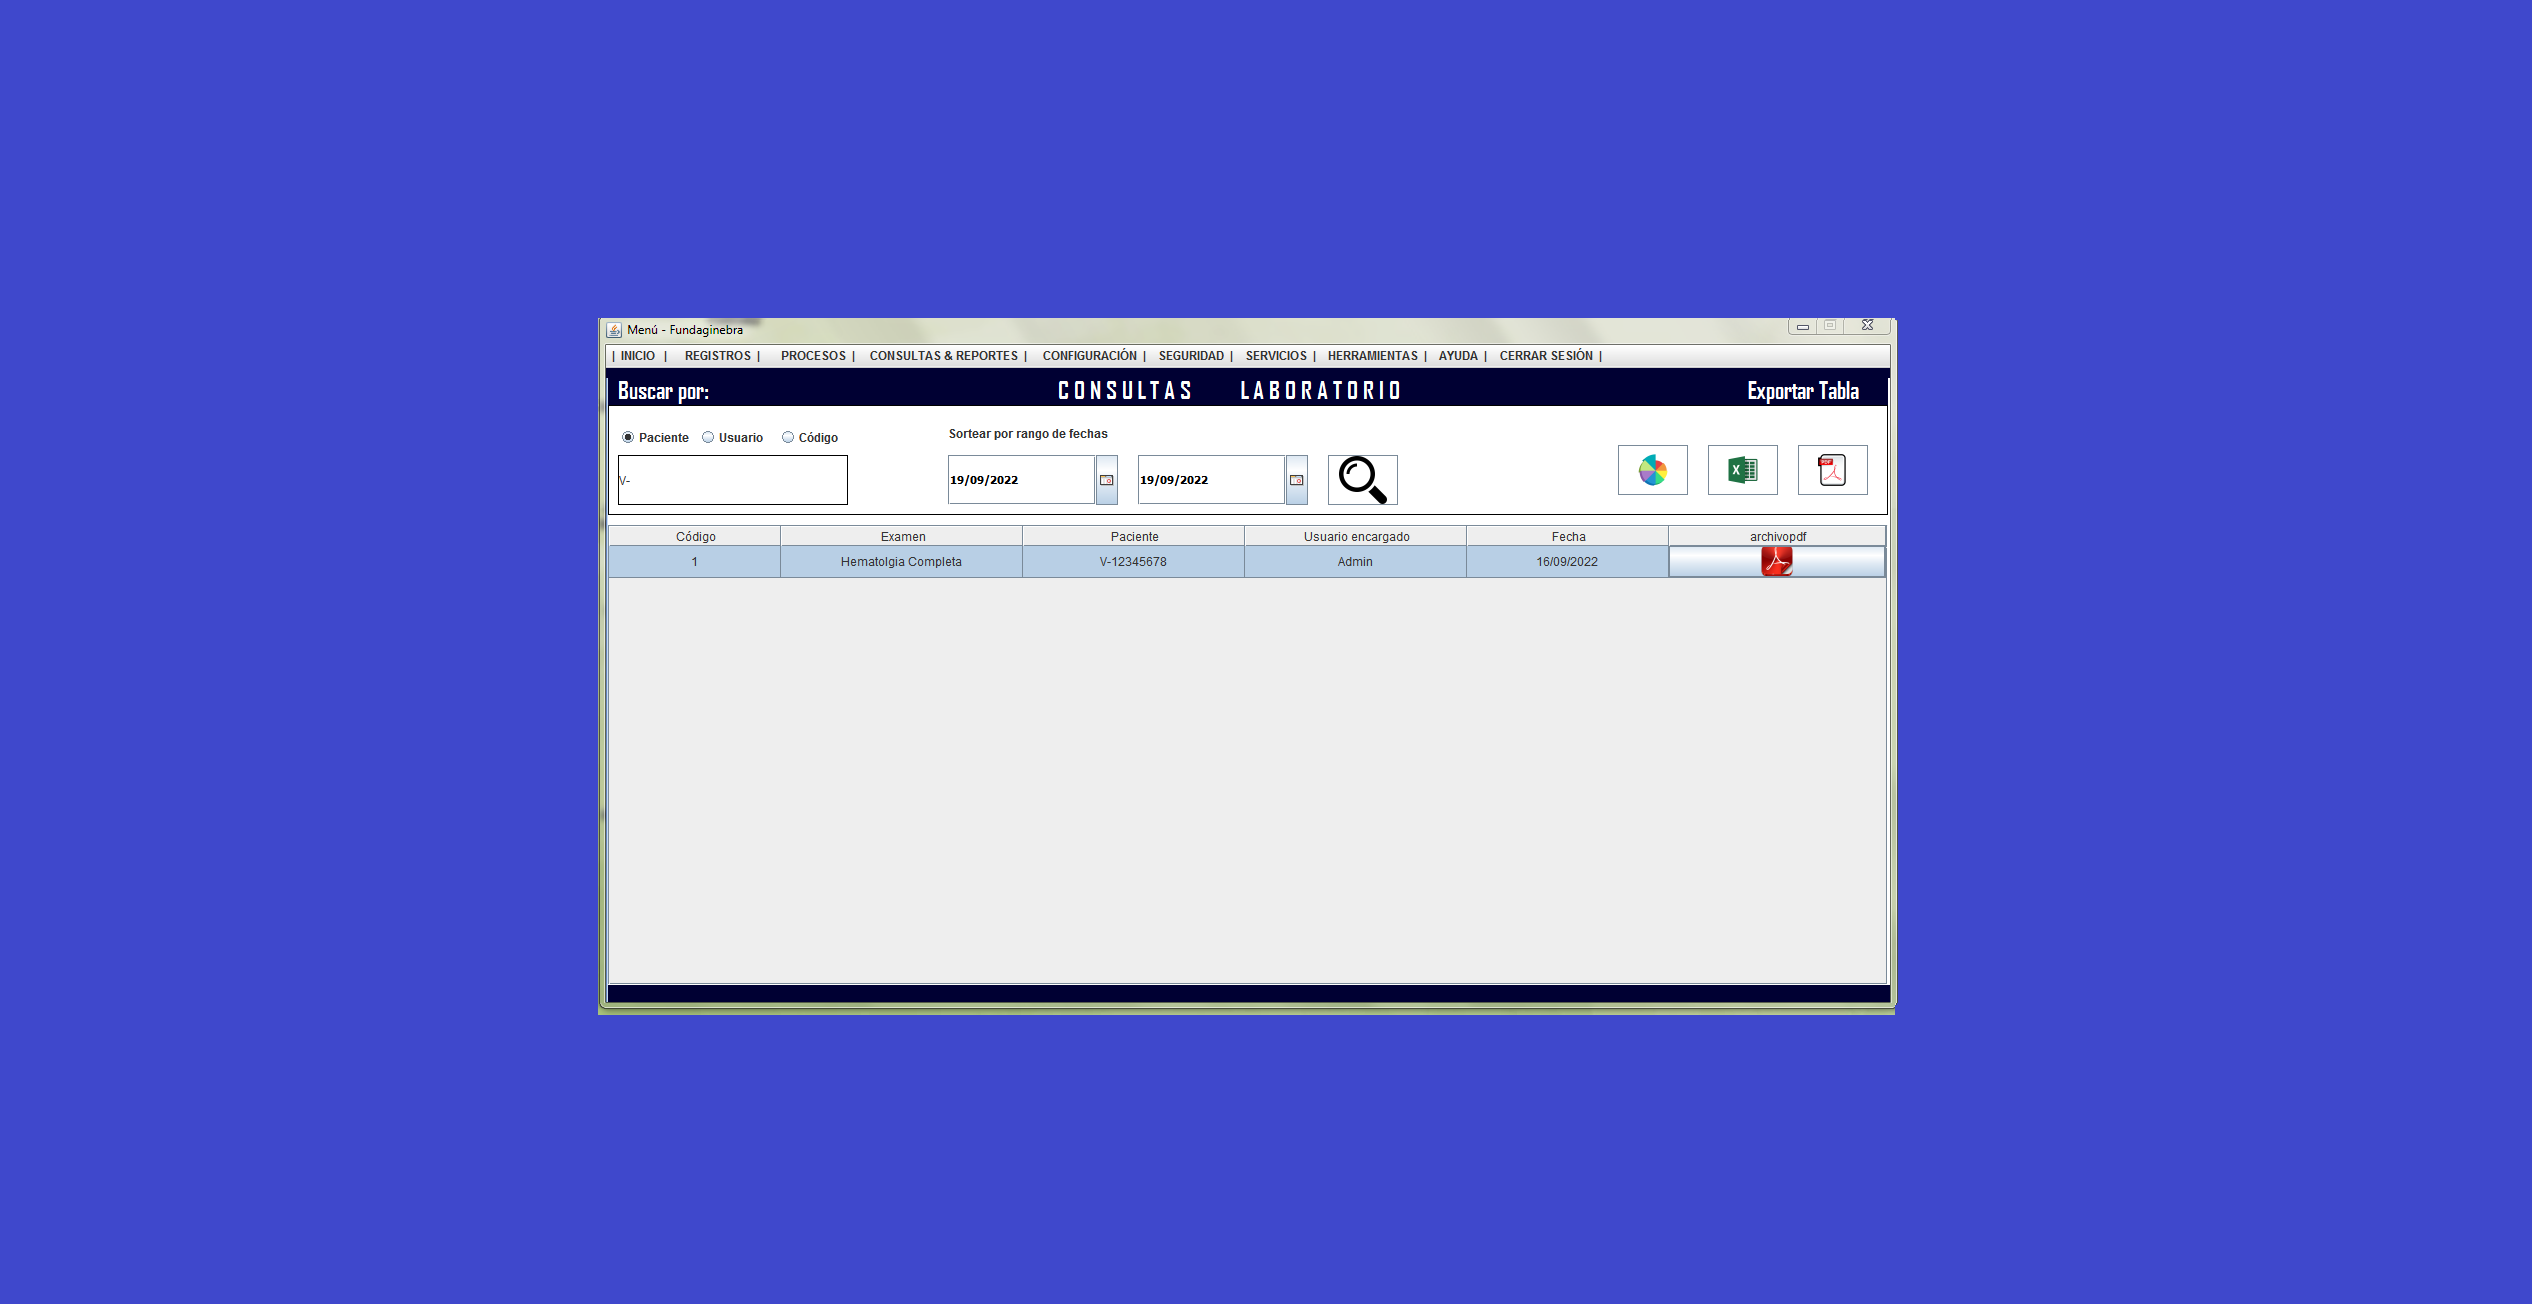 Menú - Fundaginebra
| INICIO | REGISTROS | PROCESOS | CONSULTAS & REPORTES | CONFIGURACIÓN | SEGURIDAD | SERVICIOS | HERRAMIENTAS | AYUDA | CERRAR SESIÓN |
Buscar por: CONSULTAS LABORATORIO Exportar Tabla
Paciente Usuario Código
Sortear por rango de fechas
V-
19/09/2022 19/09/2022
PDF
Código Examen Paciente Usuario encargado Fecha archivopdf
1 Hematolgia Completa V-12345678 Admin 16/09/2022